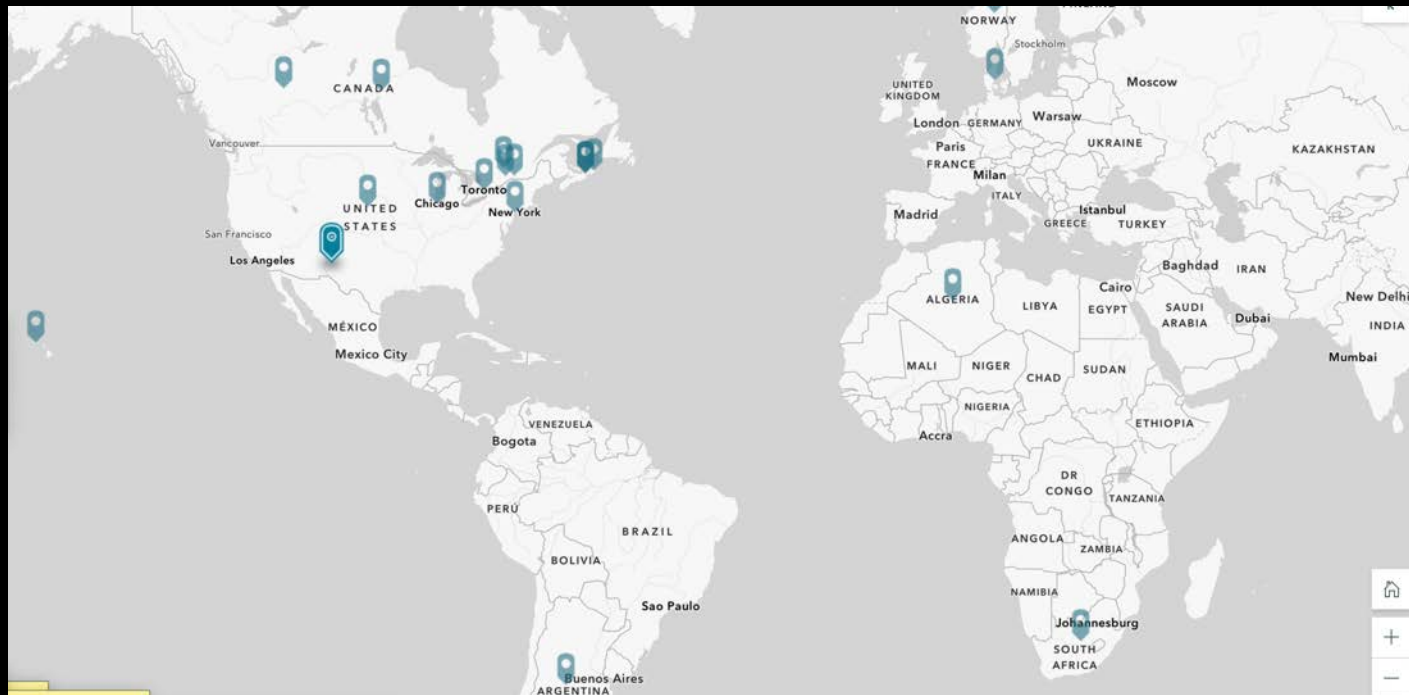 NORWAY
Stockholm
CANADA
UNITED
KINGDOM
Moscow
London
GERMANY
Warsaw
Vancouver
Paris
UKRAINE
KAZAKHSTAN
FRANCE
Milan
Toronto
ITALY
Chicago
New York
UNITED
STATES
Madrid
Istanbul
GREECE
TURKEY
San Francisco
Los Angeles
Baghdad
IRAN
Cairo
New Delhi
ALGERIA
LIBYA
EGYPT
SAUDI
ARABIA
Dubai
INDIA
MÉXICO
Mexico City
Mumbai
MALI
NIGER
CHAD
SUDAN
NIGERIA
VENEZUELA
ETHIOPIA
Bogota
Accra
DR
CONGO
TANZANIA
PERÚ
BRAZIL
ANGOLA
ZAMBIA
BOLIVIA
NAMIBIA
Sao Paulo
Johannesburg
SOUTH
AFRICA
Buenos Aires
ARGENTINA